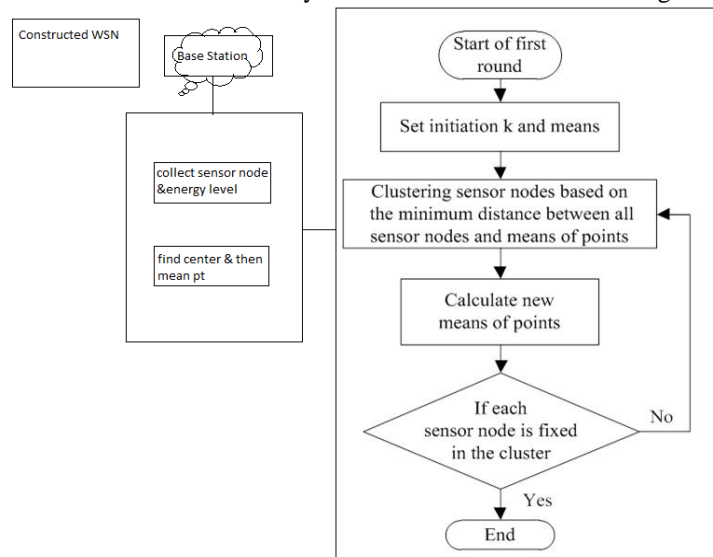 Constructed WSN
Base Station
collect sensor node
&energy level
find center & then
mean pt
Start of first
round
Set initiation k and means
Clustering sensor nodes based on
the minimum distance between all
sensor nodes and means of points
Calculate new
means of points
If each
sensor node is fixed
in the cluster
No
Yes
End